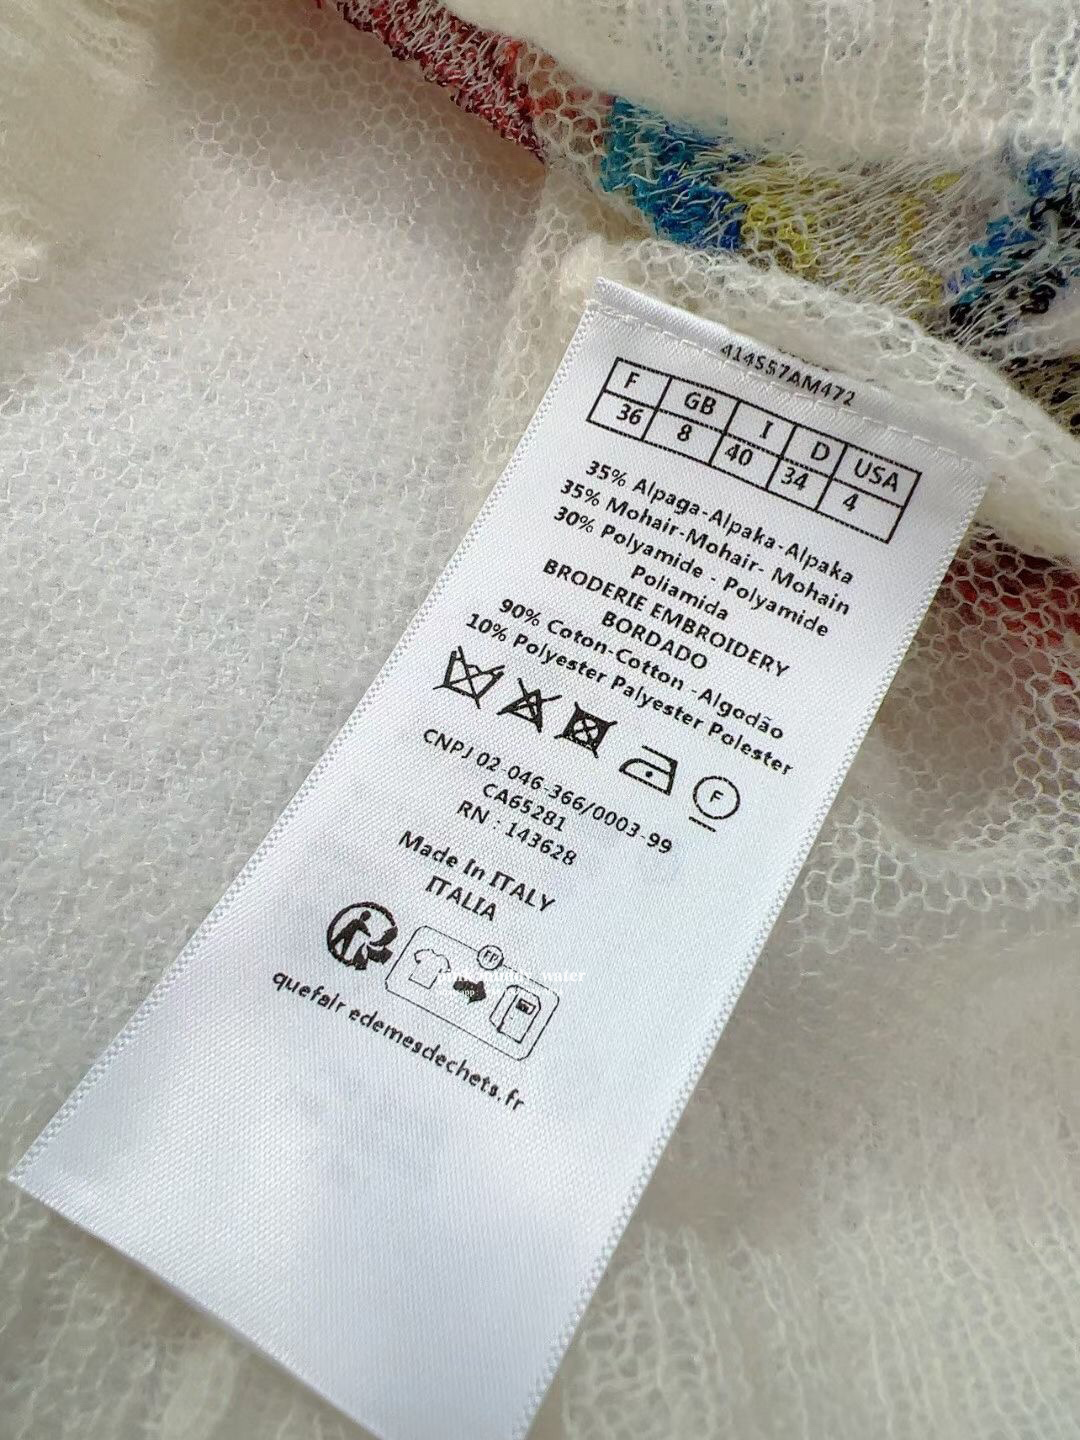 414S57AM472
F GB I D USA
36 8 40 34 4
35% Alpaga-Alpaka-Alpaka
35% Mohair-Mohair- Mohain
30% Polyamide - Polyamide
Poliamida
BRODERIE EMBROIDERY
BORDADO
90% Coton-Cotton -Algodão
10% Polyester Palyester Polester
F
CNPJ 02-046-366/0003-99
CA65281
RN : 143628
Made In ITALY
ITALIA
FP
quefair edemesdechets.fr